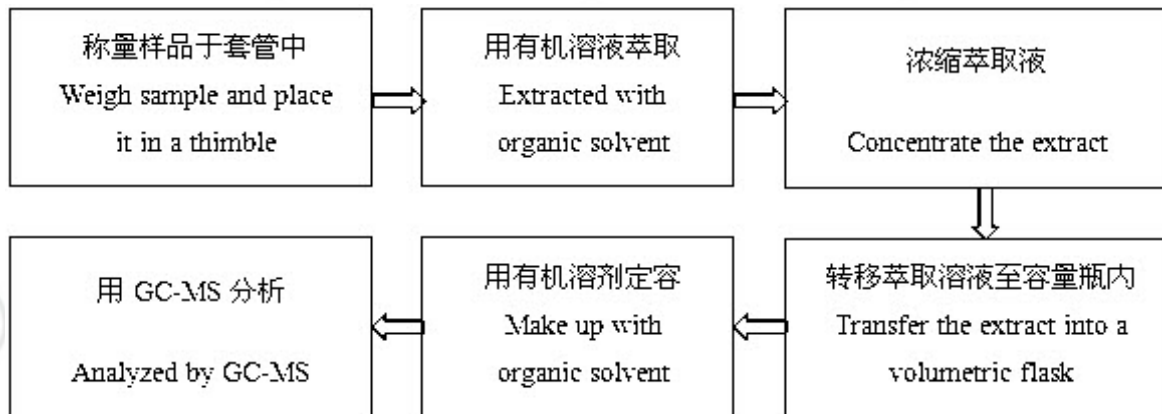 称量样品于套管中
Weigh sample and place
it in a thimble
用有机溶液萃取
Extracted with
organic solvent
浓缩萃取液
Concentrate the extract
转移萃取溶液至容量瓶内
Transfer the extract into a
volumetric flask
用有机溶剂定容
Make up with
organic solvent
用 GC-MS 分析
Analyzed by GC-MS